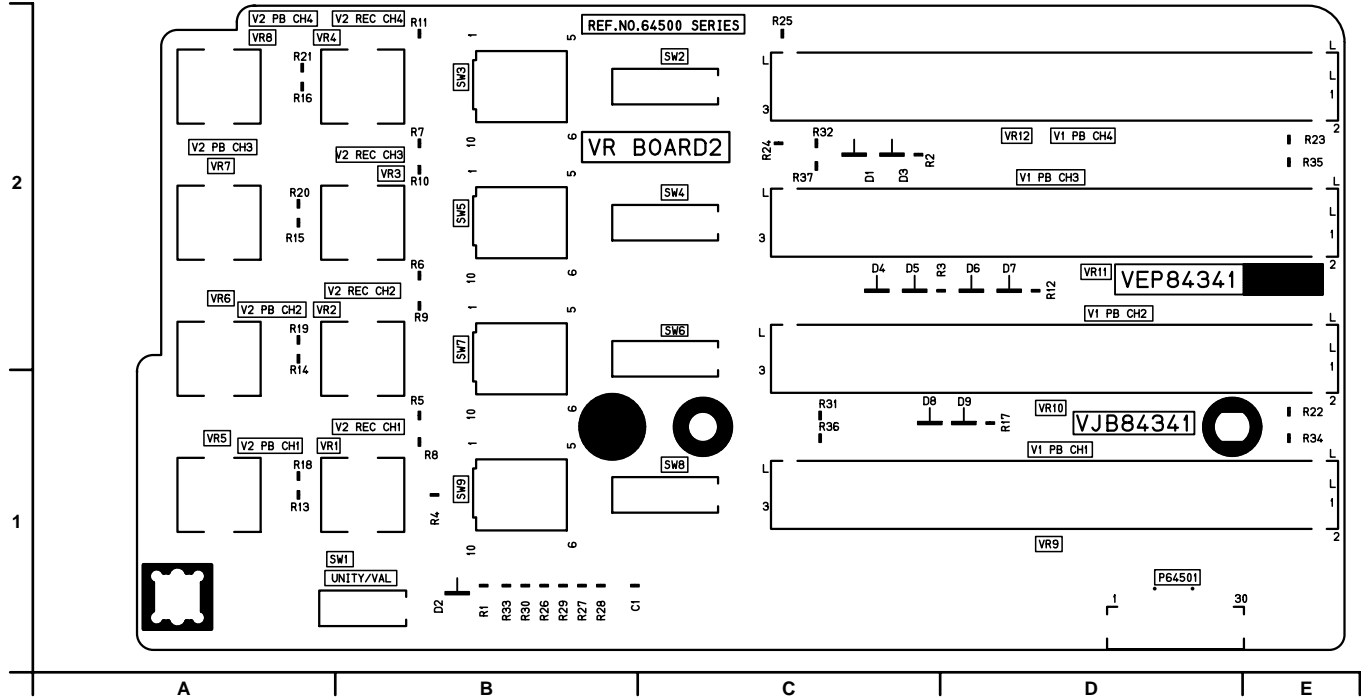 V2 PB CH4 V2 REC CH4 R11 1 5 REF.NO.64500 SERIES R25
VR8 VR4 L
R21 SW3 SW2 L L
R16 3 1
R7 10 6 2
V2 PB CH3 V2 REC CH3 VR BOARD2 R24 R32 VR12 V1 PB CH4 R23
VR7 VR3 R10 1 5 R37 D1 D3 R2 V1 PB CH3 R35
2
R20 SW5 SW4 L L L
R15 3 1
R6 10 6 2
D4 D5 R3 D6 D7 R12 VR11 VEP84341
VR6 V2 REC CH2
V2 PB CH2 VR2 R9 1 5 V1 PB CH2 L
R19 SW7 SW6 L L
R14 3 1
R5 10 6 2
R31 D8 D9 R17 VR10 R22
VR5 V2 REC CH1 R36 VJB84341 R34
V2 PB CH1 VR1 R8 1 5 V1 PB CH1 L
R18 SW9 SW8 L L
R13 R4 3 1
1
10 6 2
SW1 VR9
UNITY/VAL P64501
D2 R1 R33 R30 R26 R29 R27 R28 C1 1 30
A B C D E